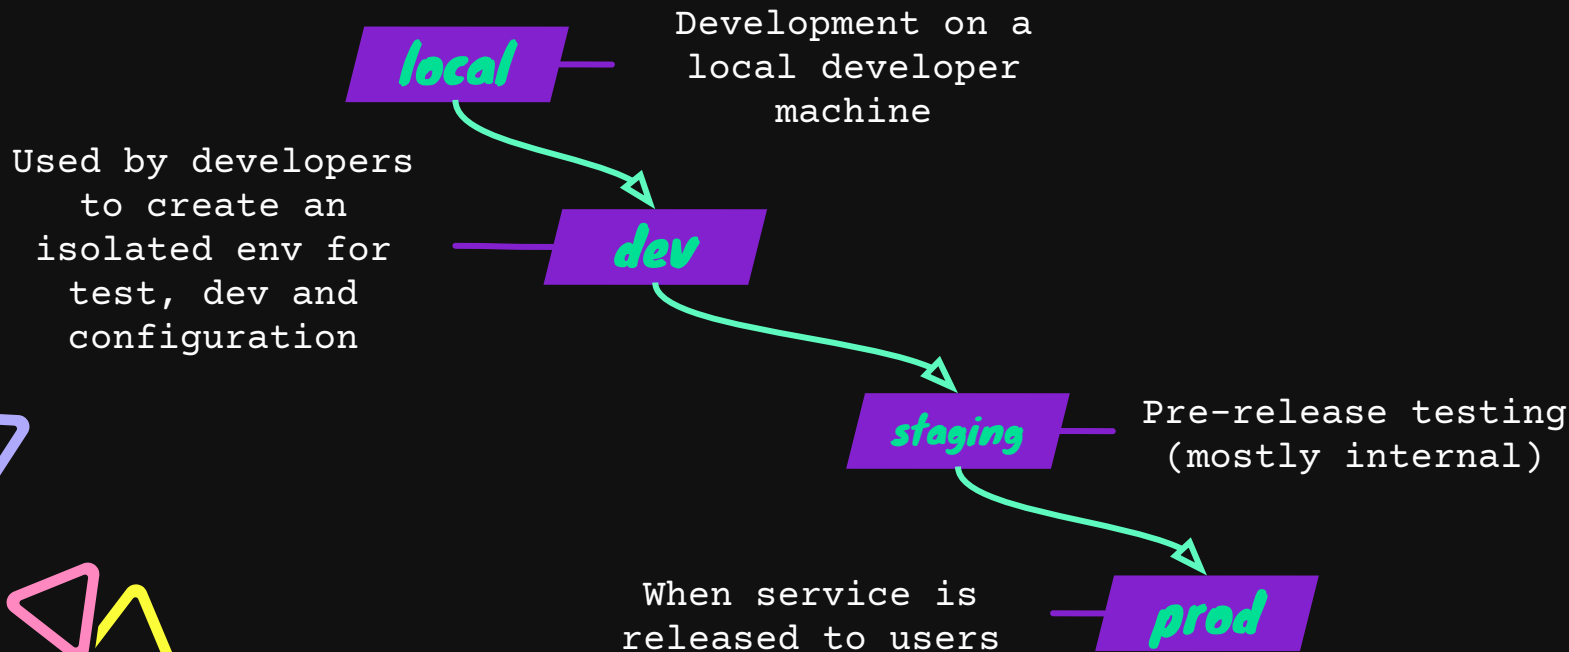 local
Development on a
local developer
machine
Used by developers
to create an
isolated env for
test, dev and
configuration
dev
staging
Pre-release testing
(mostly internal)
When service is
released to users
prod